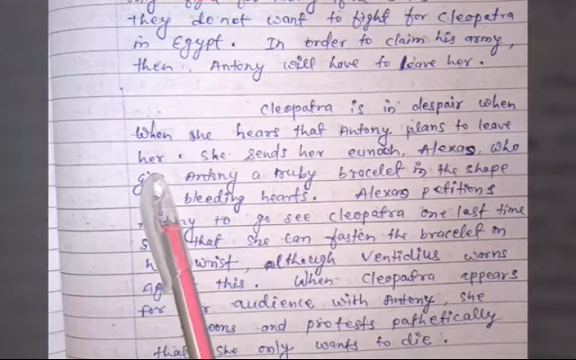 they do not want to fight for Cleopatra
in Egypt. In order to claim his army,
then, Antony will have to leave her.
Cleopatra is in despair when
when she hears that Antony plans to leave
her. She sends her eunoch, Alexas, who
Antony a ruby bracelet in the shape
bleeding hearts. Alexas petitions
to go see cleopatra one last time
that she can fasten the bracelet on
wrist, although Ventidius warns
this. When Cleopatra appears
for audience with Antony, she
and protests pathetically
that she only wants to die.